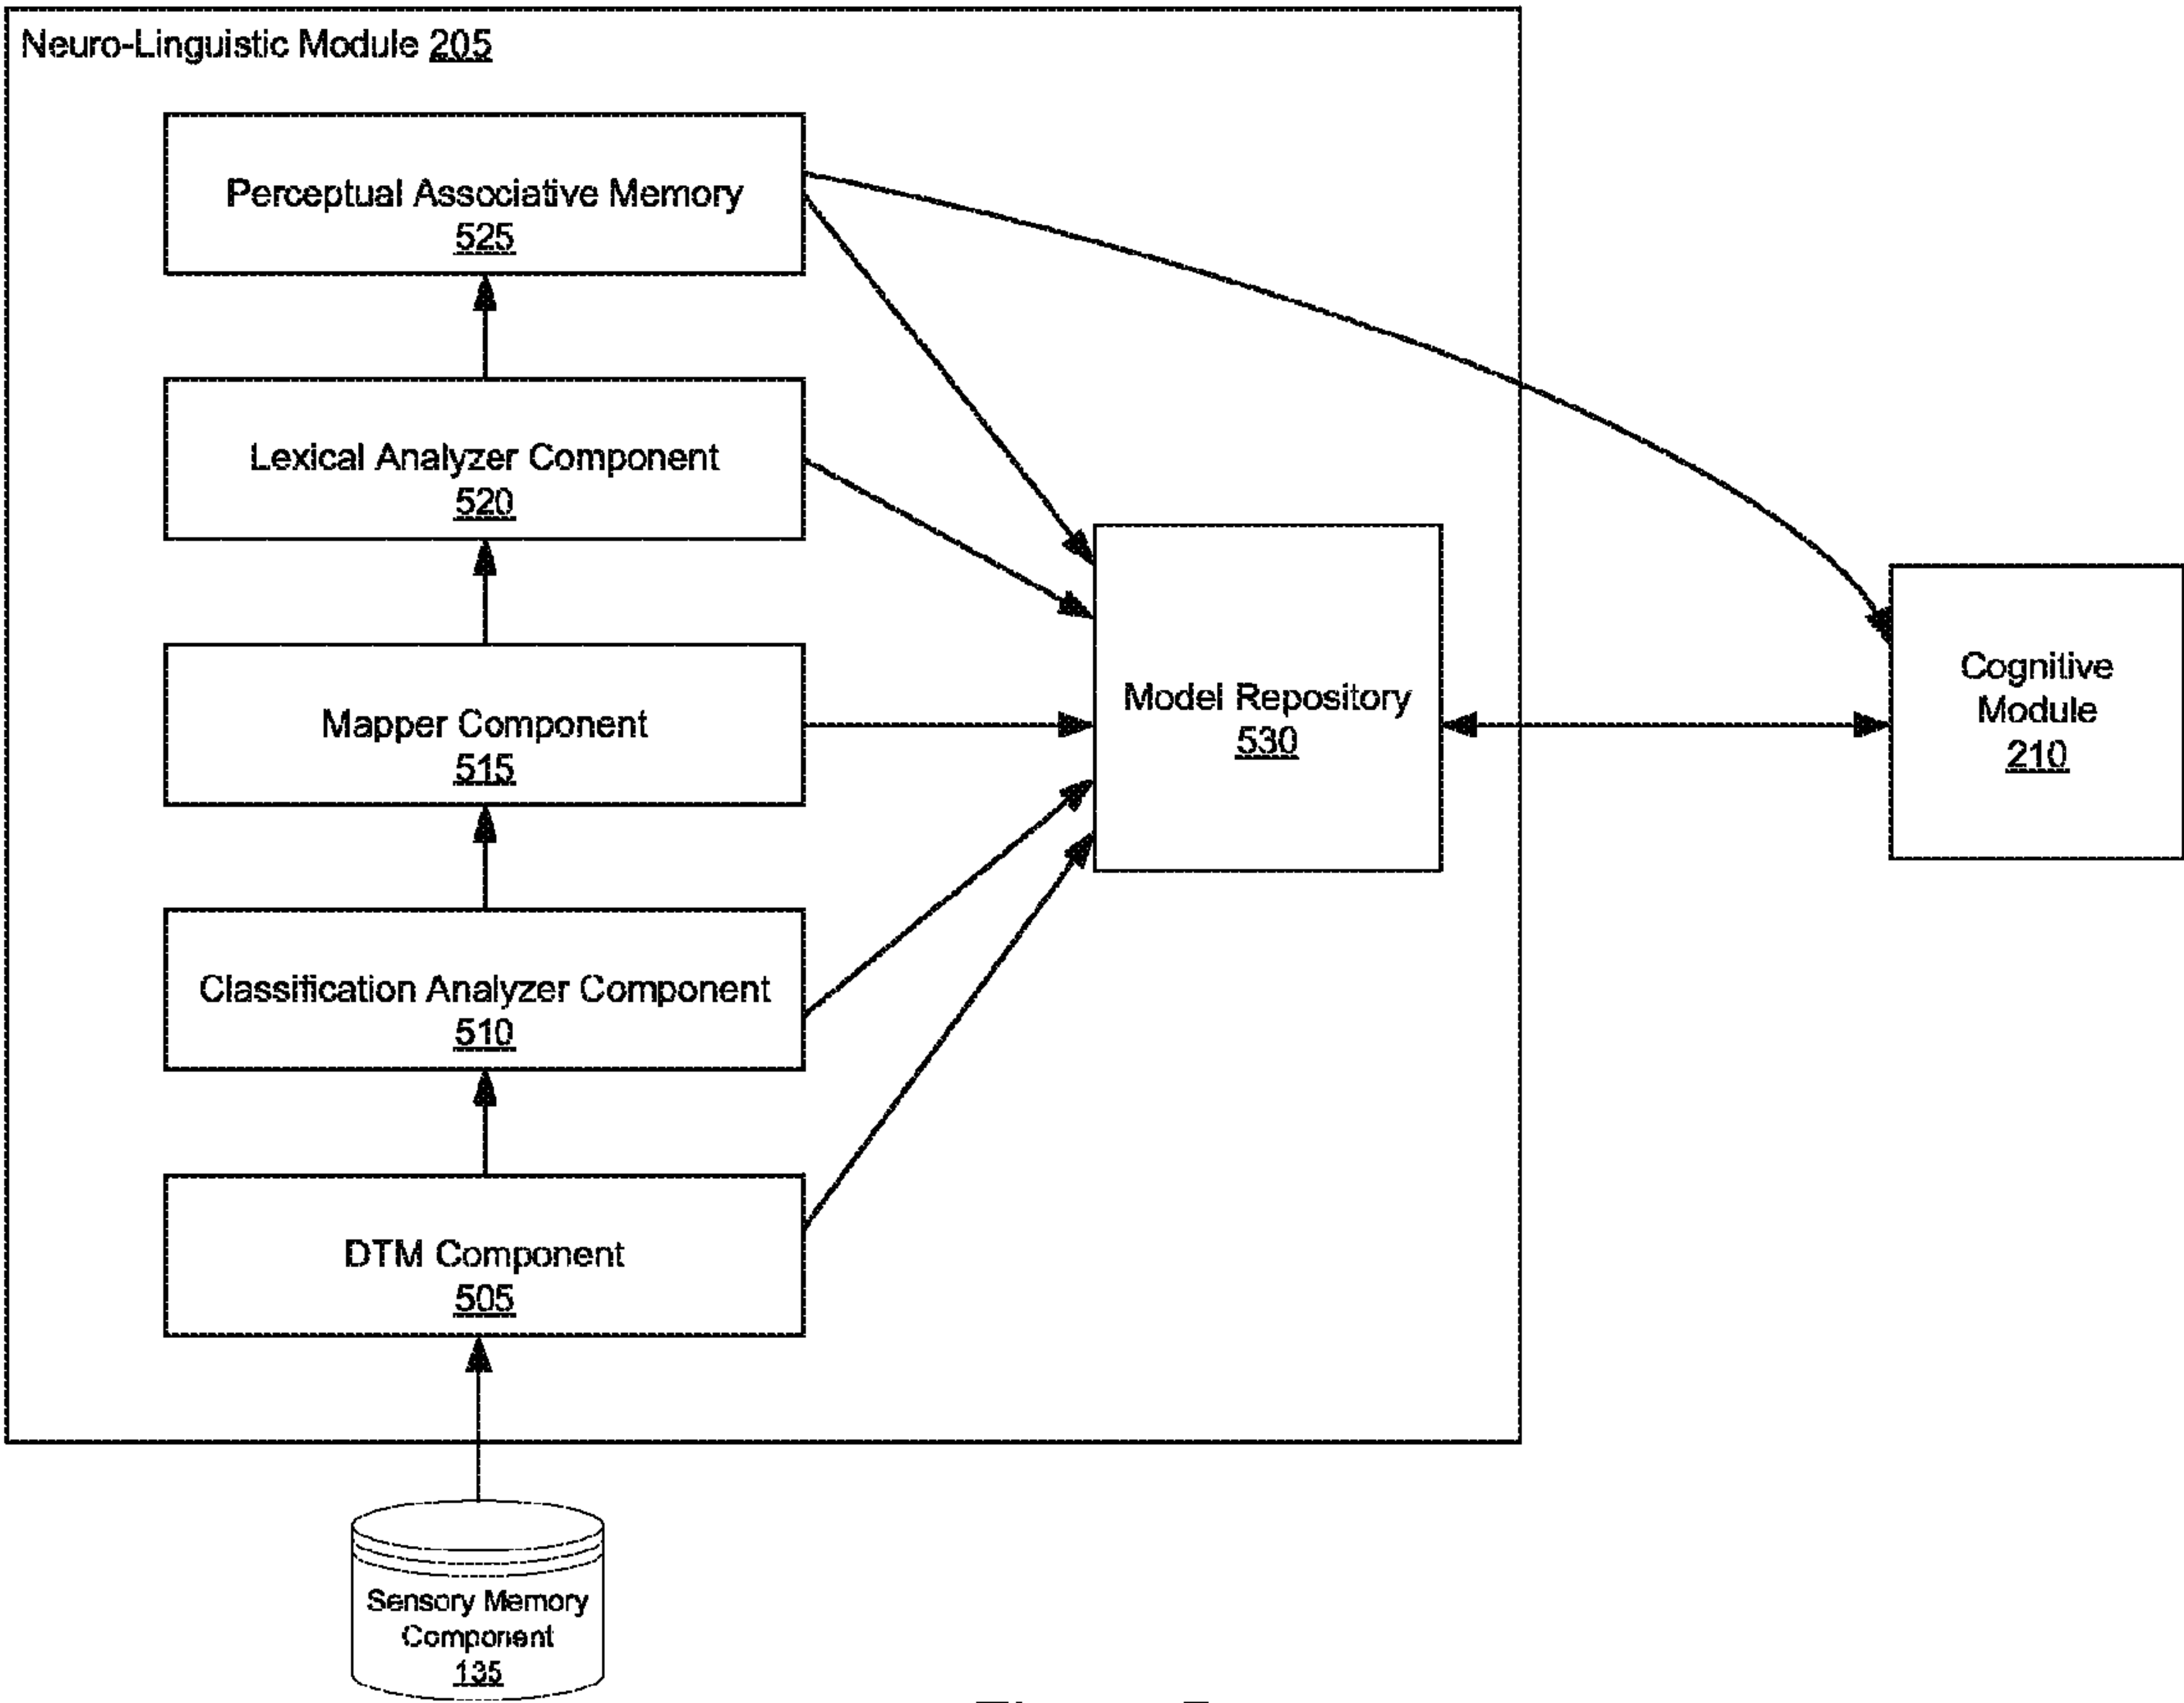 Neuro-Linguistic Module 205
Perceptual Associative Memory
525
Lexical Analyzer Component
520
Mapper Component
515
Model Repository
530
Cognitive
Module
210
Classification Analyzer Component
510
DTM Component
505
Sensory Memory
Component
135